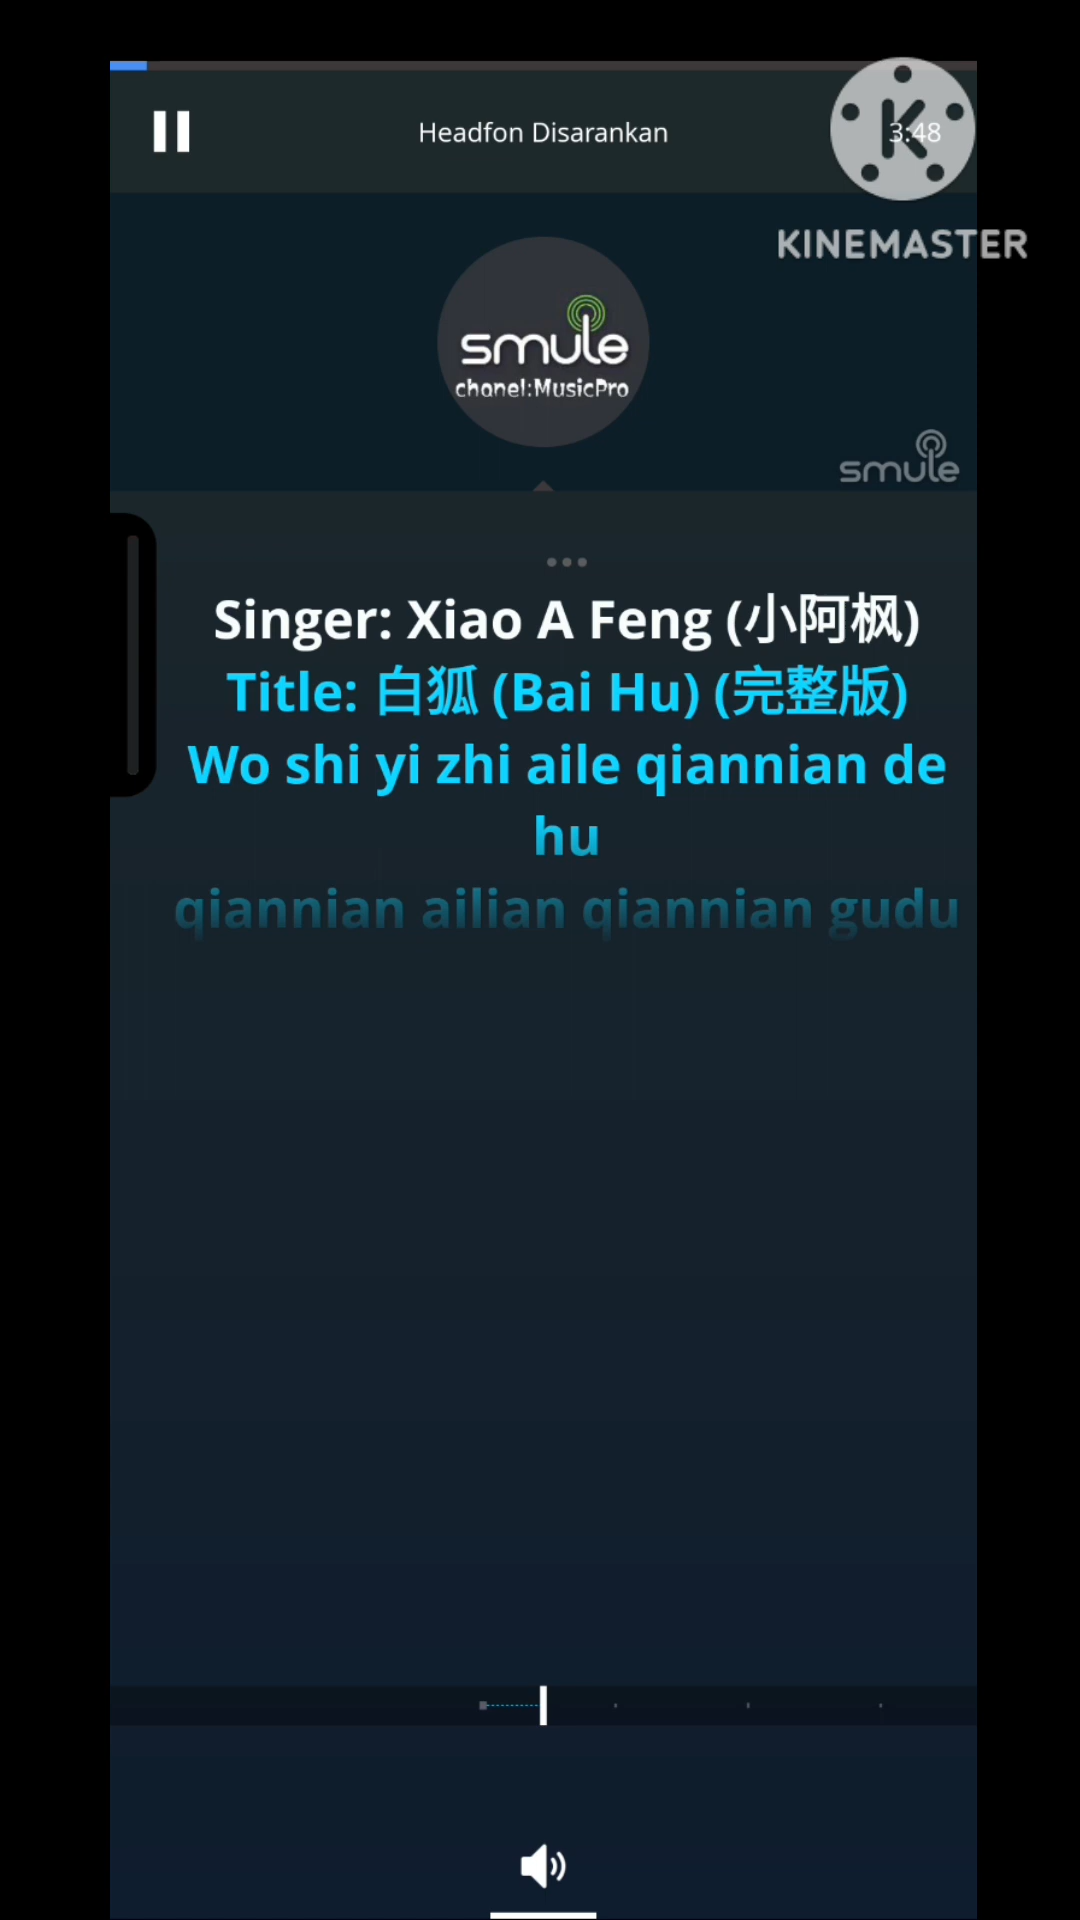 Headfon Disarankan
3:48
KINEMASTER
smule
chanel:MusicPro
smule
Singer: Xiao A Feng (小阿枫)
Title: 白狐 (Bai Hu) (完整版)
Wo shi yi zhi aile qiannian de
hu
qiannian ailian qiannian gudu